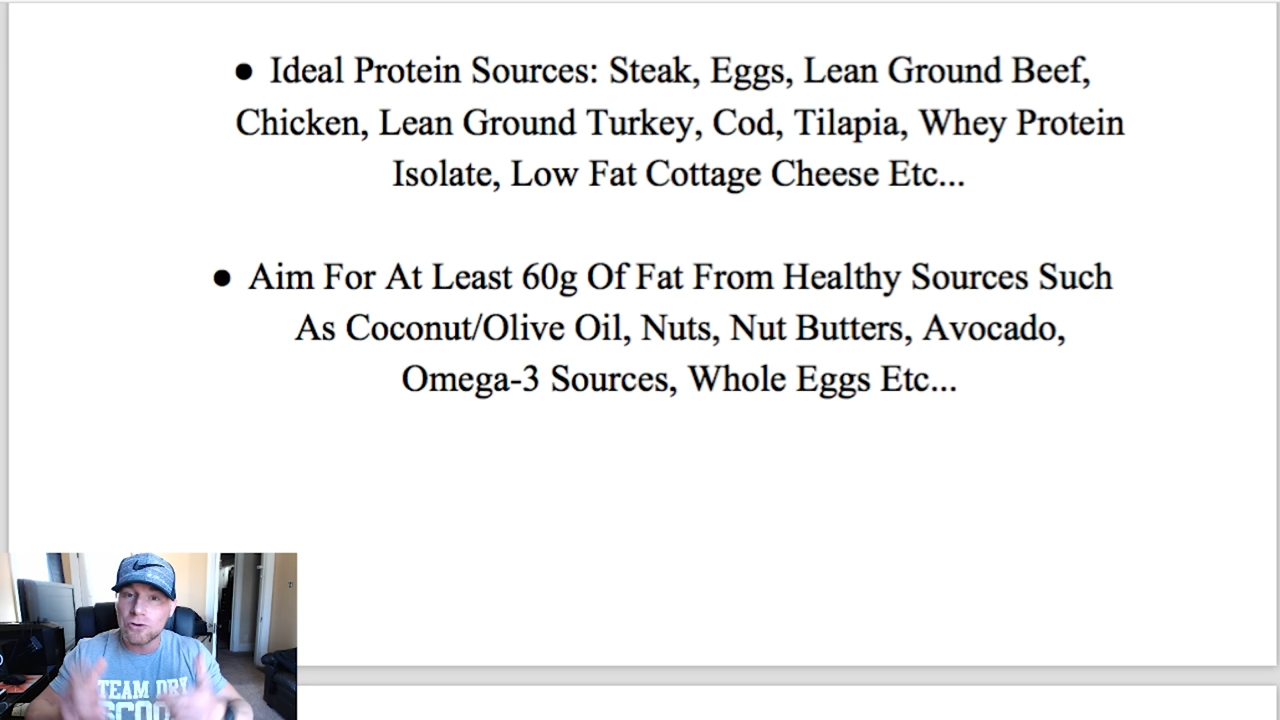 ● Ideal Protein Sources: Steak, Eggs, Lean Ground Beef,
Chicken, Lean Ground Turkey, Cod, Tilapia, Whey Protein
Isolate, Low Fat Cottage Cheese Etc...
● Aim For At Least 60g Of Fat From Healthy Sources Such
As Coconut/Olive Oil, Nuts, Nut Butters, Avocado,
Omega-3 Sources, Whole Eggs Etc...
TEAM DRY